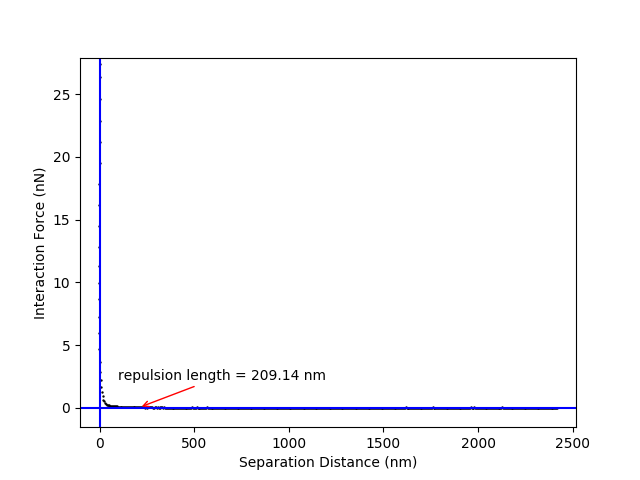 25
20
15
10
5
0
Interaction Force (nN)
repulsion length = 209.14 nm
0 500 1000 1500 2000 2500
Separation Distance (nm)